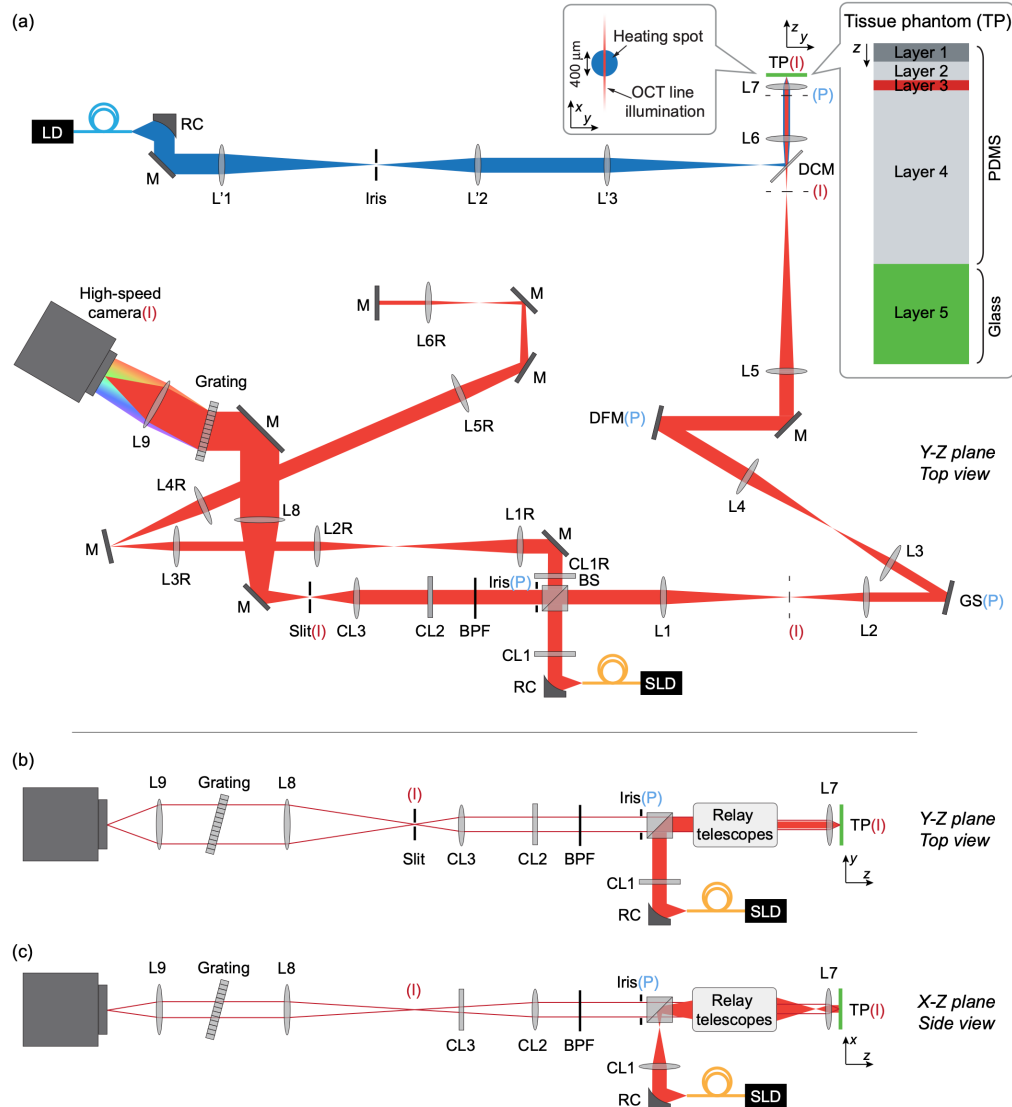 (a)
Heating spot
400 µm
OCT line
illumination
x
y
z
y
TP(I)
L7
(P)
L6
DCM
(I)
Tissue phantom (TP)
z
Layer 1
Layer 2
Layer 3
Layer 4
Layer 5
PDMS
Glass
LD
RC
M
L'1
Iris
L'2
L'3
High-speed
camera(I)
Grating
L9
M
M
L6R
M
M
L5R
L5
DFM(P)
M
Y-Z plane
Top view
L4
L4R
L8
L2R
L1R
M
M
L3R
CL1R
BS
Iris(P)
L3
M
Slit(I)
CL3
CL2
BPF
L1
(I)
L2
GS(P)
CL1
RC
SLD
(b)
L9
Grating
L8
(I)
Slit
CL3
CL2
BPF
Iris(P)
Relay
telescopes
L7
TP(I)
Y-Z plane
Top view
y
z
CL1
RC
SLD
(c)
L9
Grating
L8
(I)
CL3
CL2
BPF
Iris(P)
Relay
telescopes
L7
TP(I)
X-Z plane
Side view
x
z
CL1
RC
SLD